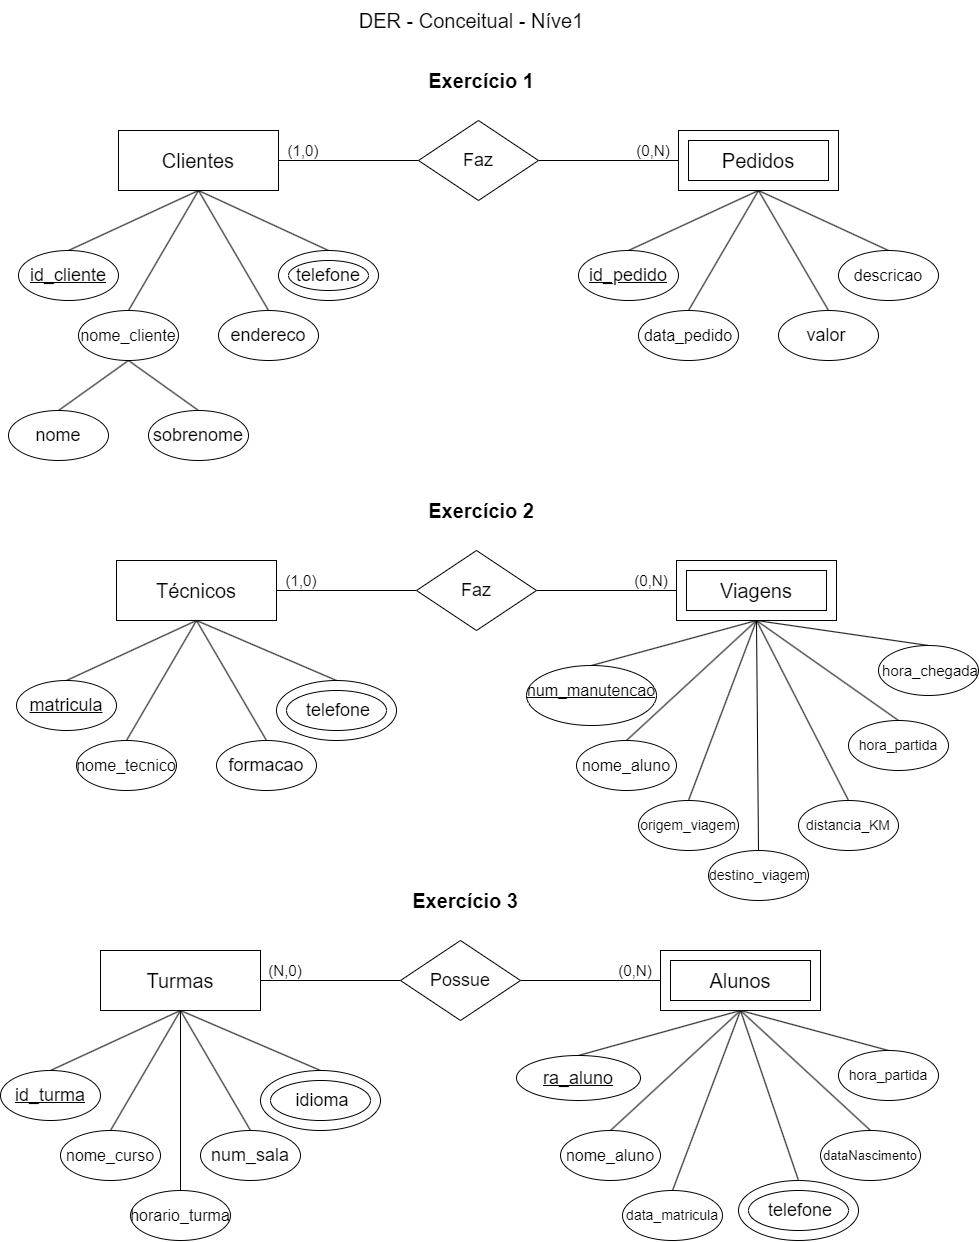 DER - Conceitual - Níve1
Exercício 1
Clientes
(1,0)
Faz
(0,N)
Pedidos
id_cliente
telefone
id_pedido
descricao
nome_cliente
endereco
data_pedido
valor
nome
sobrenome
Exercício 2
Técnicos
(1,0)
Faz
(0,N)
Viagens
hora_chegada
num_manutencao
matricula
telefone
hora_partida
nome_tecnico
formacao
nome_aluno
origem_viagem
distancia_KM
destino_viagem
Exercício 3
Turmas
(N,0)
Possue
(0,N)
Alunos
hora_partida
ra_aluno
id_turma
idioma
nome_curso
num_sala
nome_aluno
dataNascimento
horario_turma
data_matricula
telefone